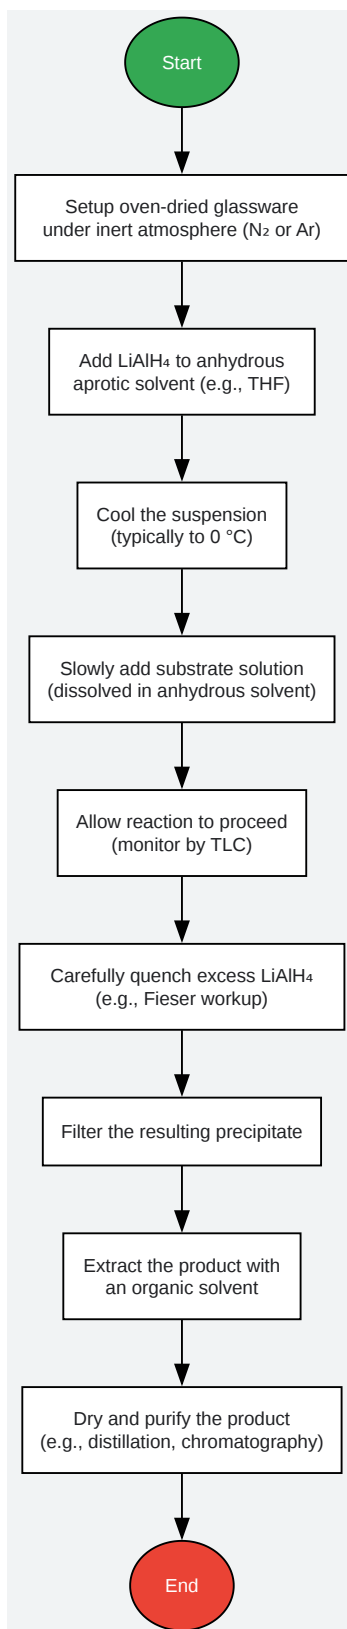 Start
Setup oven-dried glassware
under inert atmosphere (N₂ or Ar)
Add LiAlH₄ to anhydrous
aprotic solvent (e.g., THF)
Cool the suspension
(typically to 0 °C)
Slowly add substrate solution
(dissolved in anhydrous solvent)
Allow reaction to proceed
(monitor by TLC)
Carefully quench excess LiAlH₄
(e.g., Fieser workup)
Filter the resulting precipitate
Extract the product with
an organic solvent
Dry and purify the product
(e.g., distillation, chromatography)
End